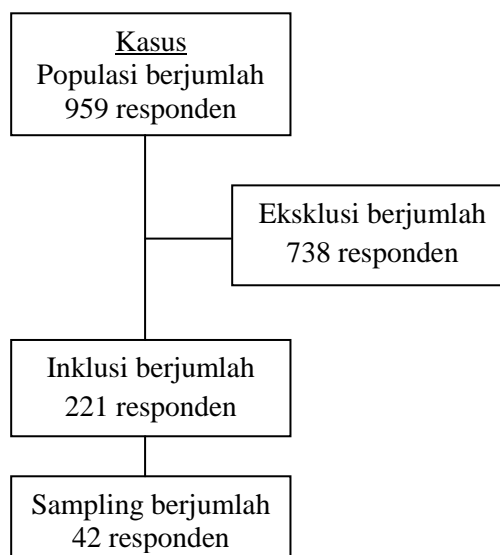 Kasus
Populasi berjumlah
959 responden
Eksklusi berjumlah
738 responden
Inklusi berjumlah
221 responden
Sampling berjumlah
42 responden